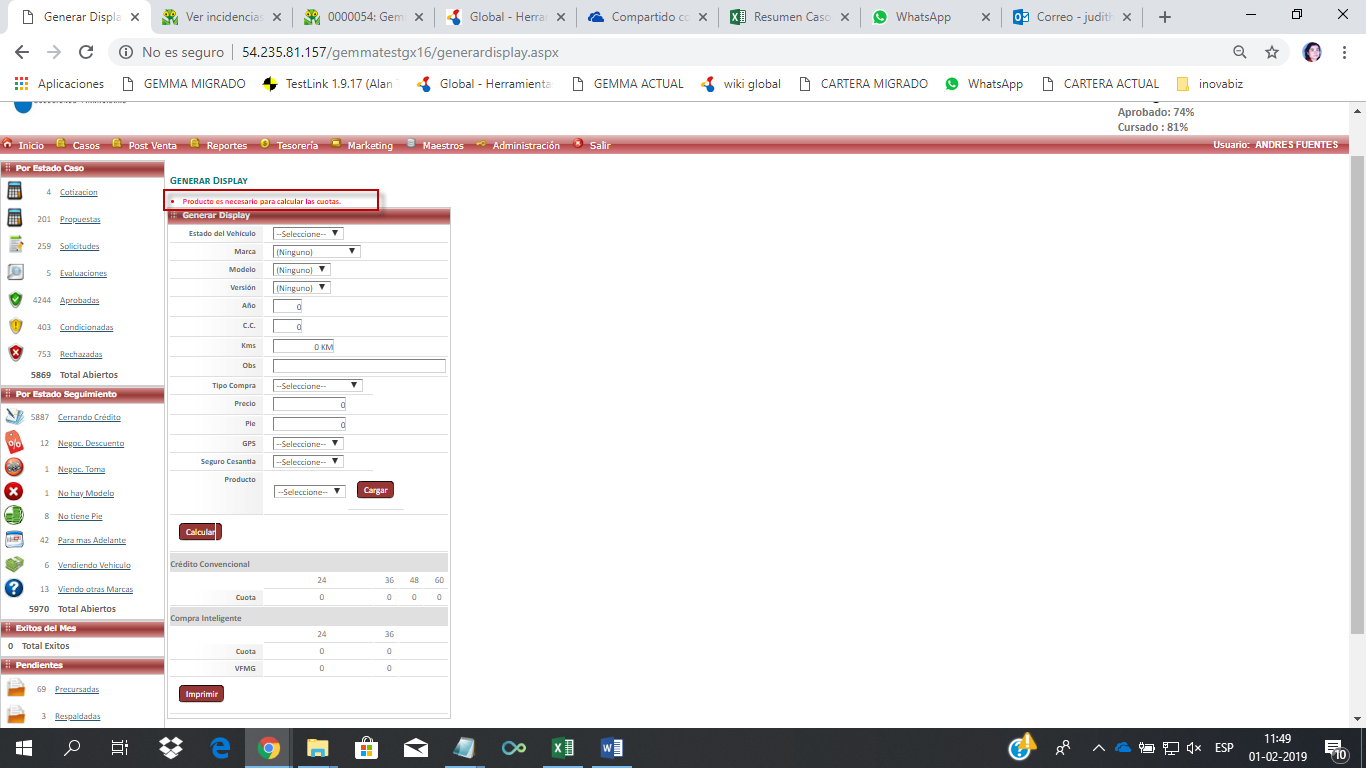 Generar Displa
Ver incidencias
0000054: Gem
Global - Herra
Compartido co
Resumen Caso
WhatsApp
Correo - judith
No es seguro
54.235.81.157/gemmatestgx16/generardisplay.aspx
Aplicaciones
GEMMA MIGRADO
TestLink 1.9.17 (Alan
Global - Herramienta
GEMMA ACTUAL
wiki global
CARTERA MIGRADO
WhatsApp
CARTERA ACTUAL
inovabiz
Aprobado: 74%
Cursado : 81%
Inicio
Casos
Post Venta
Reportes
Tesorería
Marketing
Maestros
Administración
Salir
Usuario: ANDRES FUENTES
Por Estado Caso
4 Cotizacion
201 Propuestas
259 Solicitudes
5 Evaluaciones
4244 Aprobadas
403 Condicionadas
753 Rechazadas
5869 Total Abiertos
Por Estado Seguimiento
5887 Cerrando Crédito
12 Negoc. Descuento
1 Negoc. Toma
1 No hay Modelo
8 No tiene Pie
42 Para mas Adelante
6 Vendiendo Vehiculo
13 Viendo otras Marcas
5970 Total Abiertos
Exitos del Mes
0 Total Exitos
Pendientes
69 Precursadas
3 Respaldadas
GENERAR DISPLAY
Producto es necesario para calcular las cuotas.
Generar Display
Estado del Vehículo --Seleccione--
Marca (Ninguno)
Modelo (Ninguno)
Versión (Ninguno)
Año 0
C.C. 0
Kms 0 KM
Obs
Tipo Compra --Seleccione--
Precio 0
Pie 0
GPS --Seleccione--
Seguro Cesantía --Seleccione--
Producto
--Seleccione-- Cargar
Calcular
Crédito Convencional
24 36 48 60
Cuota 0 0 0 0
Compra Inteligente
24 36
Cuota 0 0
VFMG 0 0
Imprimir
ESP
11:49
01-02-2019
10